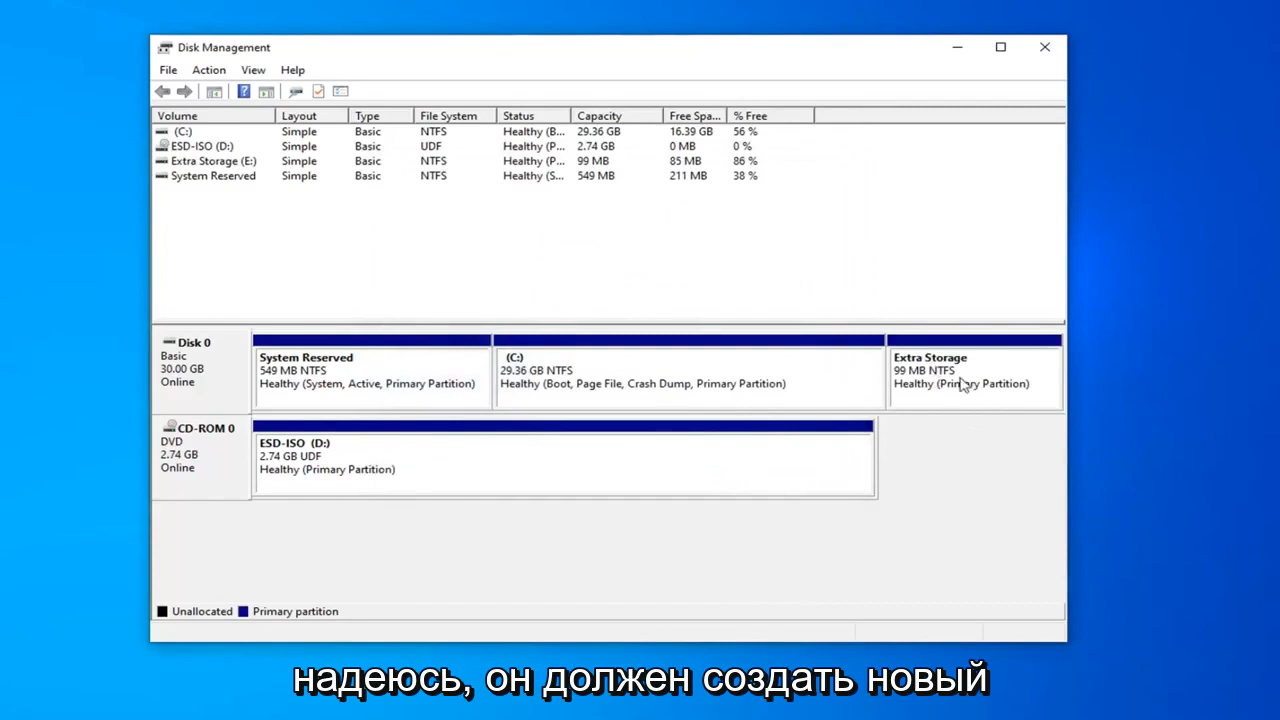 Disk Management
File Action View Help
Volume Layout Type File System Status Capacity Free Spa... % Free
(C:) Simple Basic NTFS Healthy (B... 29.36 GB 16.39 GB 56 %
ESD-ISO (D:) Simple Basic UDF Healthy (P... 2.74 GB 0 MB 0 %
Extra Storage (E:) Simple Basic NTFS Healthy (P... 99 MB 85 MB 86 %
System Reserved Simple Basic NTFS Healthy (S... 549 MB 211 MB 38 %
Disk 0
Basic
30.00 GB
Online
System Reserved
549 MB NTFS
Healthy (System, Active, Primary Partition)
(C:)
29.36 GB NTFS
Healthy (Boot, Page File, Crash Dump, Primary Partition)
Extra Storage
99 MB NTFS
Healthy (Primary Partition)
CD-ROM 0
DVD
2.74 GB
Online
ESD-ISO (D:)
2.74 GB UDF
Healthy (Primary Partition)
Unallocated Primary partition
надеюсь, он должен создать новый